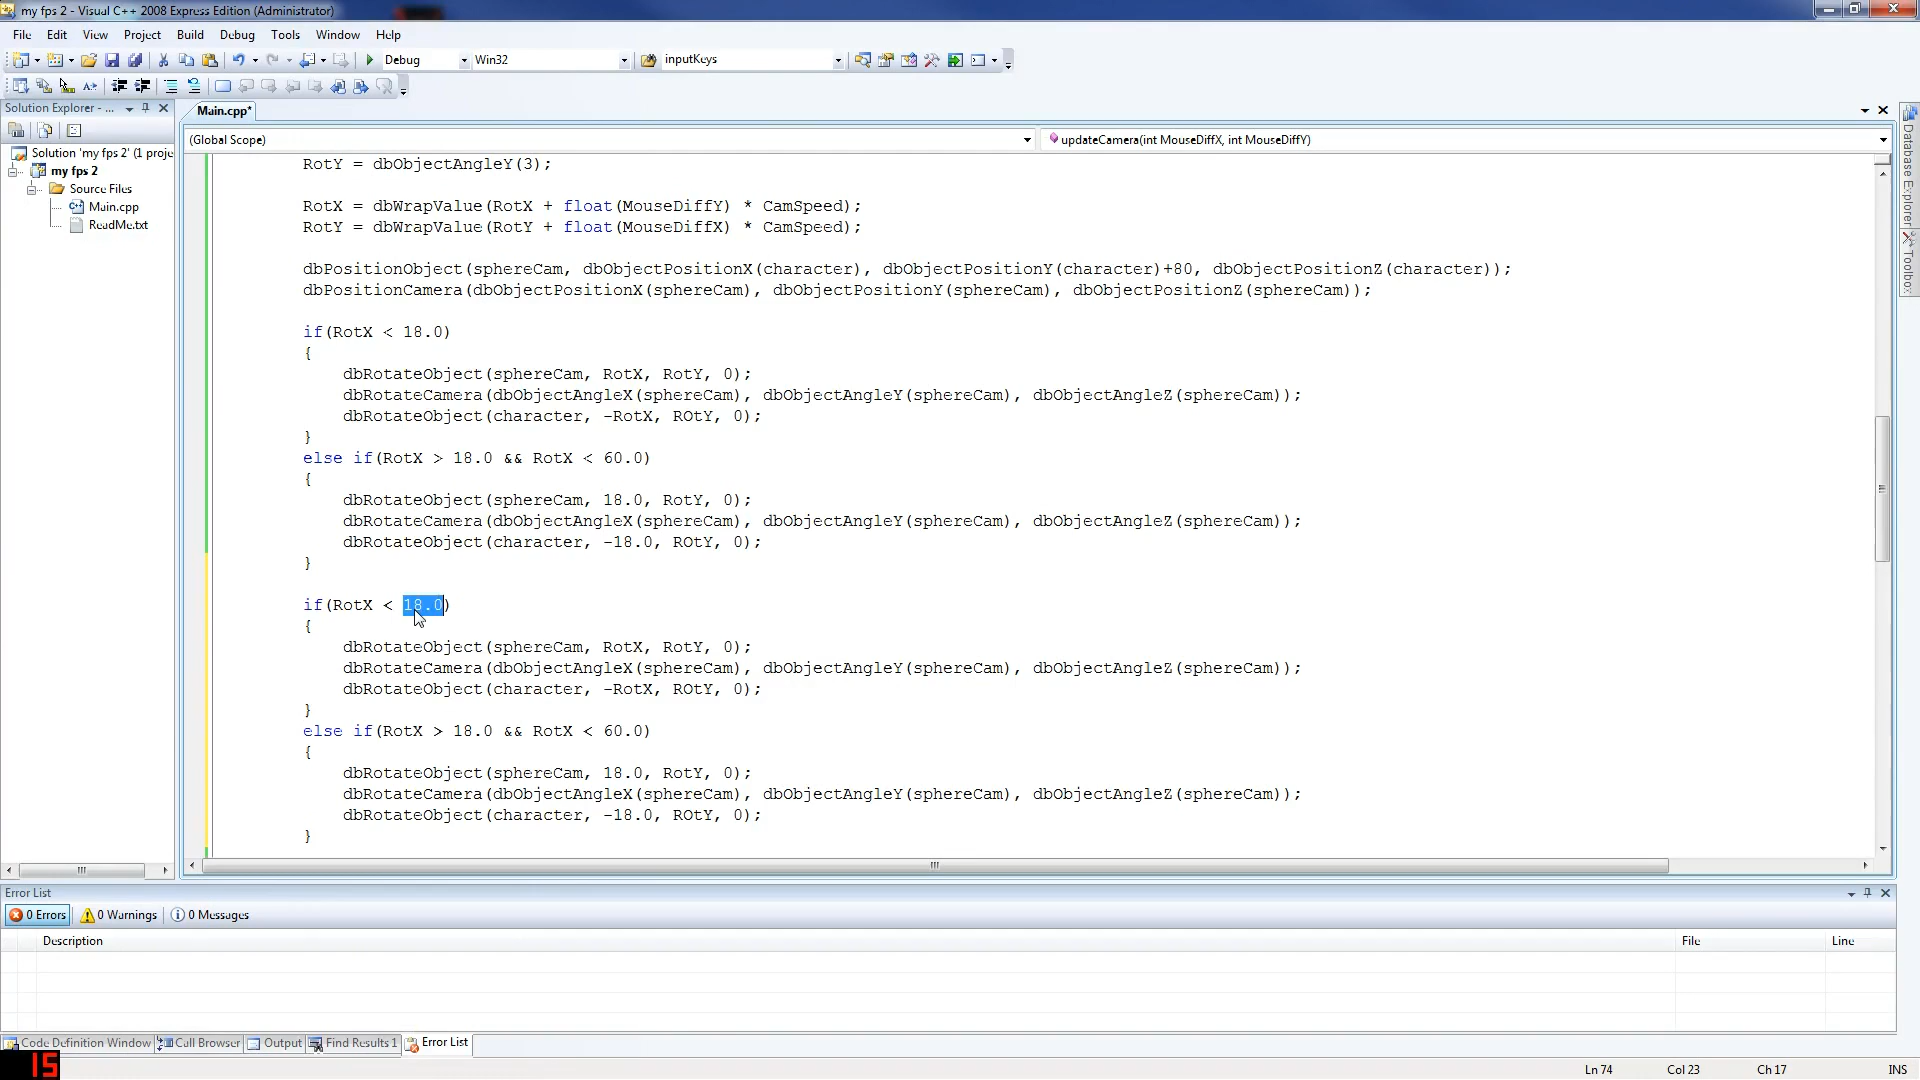 my fps 2 - Visual C++ 2008 Express Edition (Administrator)
File Edit View Project Build Debug Tools Window Help
Debug Win32 inputKeys
Solution Explorer - ...
Main.cpp*
(Global Scope) updateCamera(int MouseDiffX, int MouseDiffY)
Solution 'my fps 2' (1 proje
my fps 2
Source Files
Main.cpp
ReadMe.txt
RotY = dbObjectAngleY(3);
RotX = dbWrapValue(RotX + float(MouseDiffY) * CamSpeed);
RotY = dbWrapValue(RotY + float(MouseDiffX) * CamSpeed);
dbPositionObject(sphereCam, dbObjectPositionX(character), dbObjectPositionY(character)+80, dbObjectPositionZ(character));
dbPositionCamera(dbObjectPositionX(sphereCam), dbObjectPositionY(sphereCam), dbObjectPositionZ(sphereCam));
if(RotX < 18.0)
{
dbRotateObject(sphereCam, RotX, RotY, 0);
dbRotateCamera(dbObjectAngleX(sphereCam), dbObjectAngleY(sphereCam), dbObjectAngleZ(sphereCam));
dbRotateObject(character, -RotX, ROtY, 0);
}
else if(RotX > 18.0 && RotX < 60.0)
{
dbRotateObject(sphereCam, 18.0, RotY, 0);
dbRotateCamera(dbObjectAngleX(sphereCam), dbObjectAngleY(sphereCam), dbObjectAngleZ(sphereCam));
dbRotateObject(character, -18.0, ROtY, 0);
}
if(RotX < 18.0)
{
dbRotateObject(sphereCam, RotX, RotY, 0);
dbRotateCamera(dbObjectAngleX(sphereCam), dbObjectAngleY(sphereCam), dbObjectAngleZ(sphereCam));
dbRotateObject(character, -RotX, ROtY, 0);
}
else if(RotX > 18.0 && RotX < 60.0)
{
dbRotateObject(sphereCam, 18.0, RotY, 0);
dbRotateCamera(dbObjectAngleX(sphereCam), dbObjectAngleY(sphereCam), dbObjectAngleZ(sphereCam));
dbRotateObject(character, -18.0, ROtY, 0);
}
Database Explorer
Toolbox
Error List
0 Errors 0 Warnings 0 Messages
Description File Line
Code Definition Window Call Browser Output Find Results 1 Error List
15
Ln 74 Col 23 Ch 17 INS